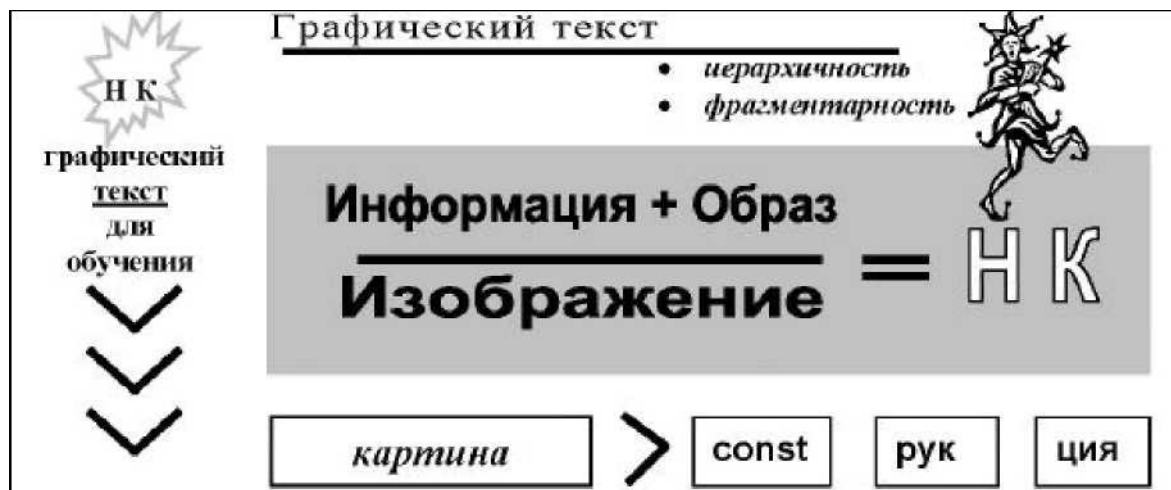 Н К
графический
текст
для
обучения
Графический текст
• иерархичность
• фрагментарность
Информация + Образ
Изображение
= Н К
картина > const рук ция